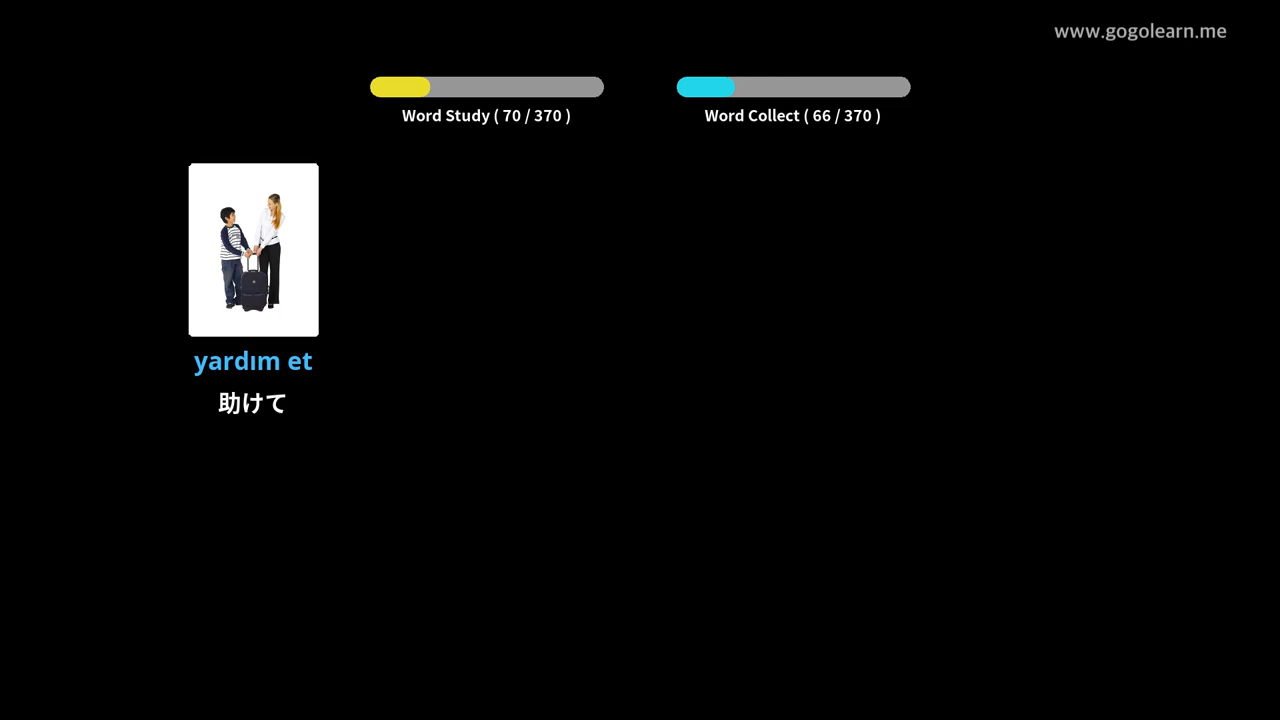 www.gogolearn.me
Word Study ( 70 / 370 )
Word Collect ( 66 / 370 )
yardım et
助けて